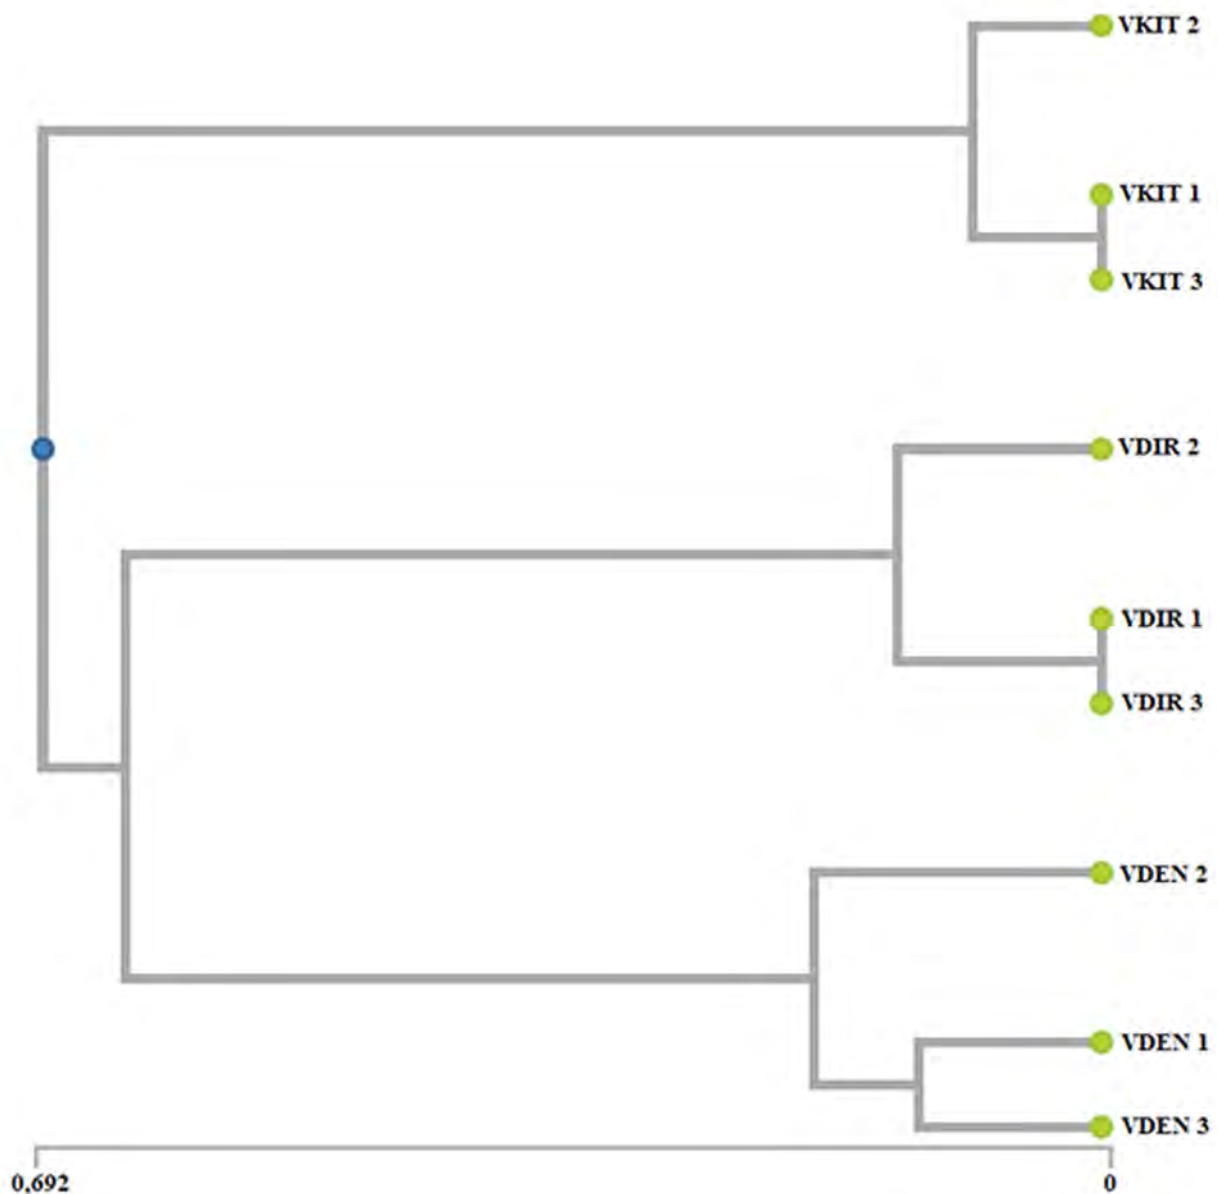 VKIT 2
VKIT 1
VKIT 3
VDIR 2
VDIR 1
VDIR 3
VDEN 2
VDEN 1
VDEN 3
0,692 0